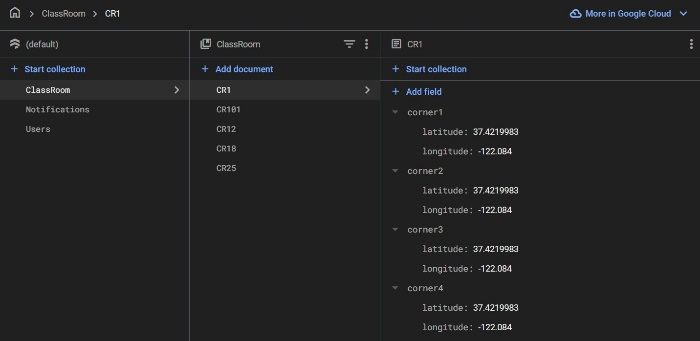 ClassRoom > CR1
More in Google Cloud
(default)
+ Start collection
ClassRoom
Notifications
Users
ClassRoom
+ Add document
CR1
CR101
CR12
CR18
CR25
CR1
+ Start collection
+ Add field
corner1
latitude: 37.4219983
longitude: -122.084
corner2
latitude: 37.4219983
longitude: -122.084
corner3
latitude: 37.4219983
longitude: -122.084
corner4
latitude: 37.4219983
longitude: -122.084